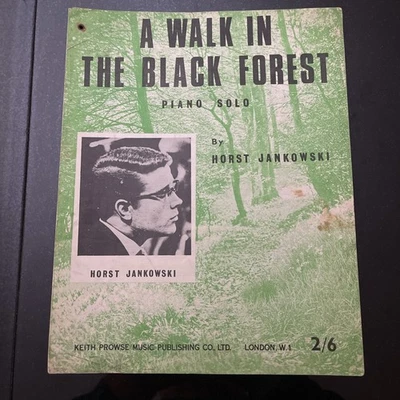 A WALK IN
THE BLACK FOREST
PIANO SOLO
By
HORST JANKOWSKI
HORST JANKOWSKI
KEITH PROWSE MUSIC PUBLISHING CO., LTD. LONDON, W.1. 2/6